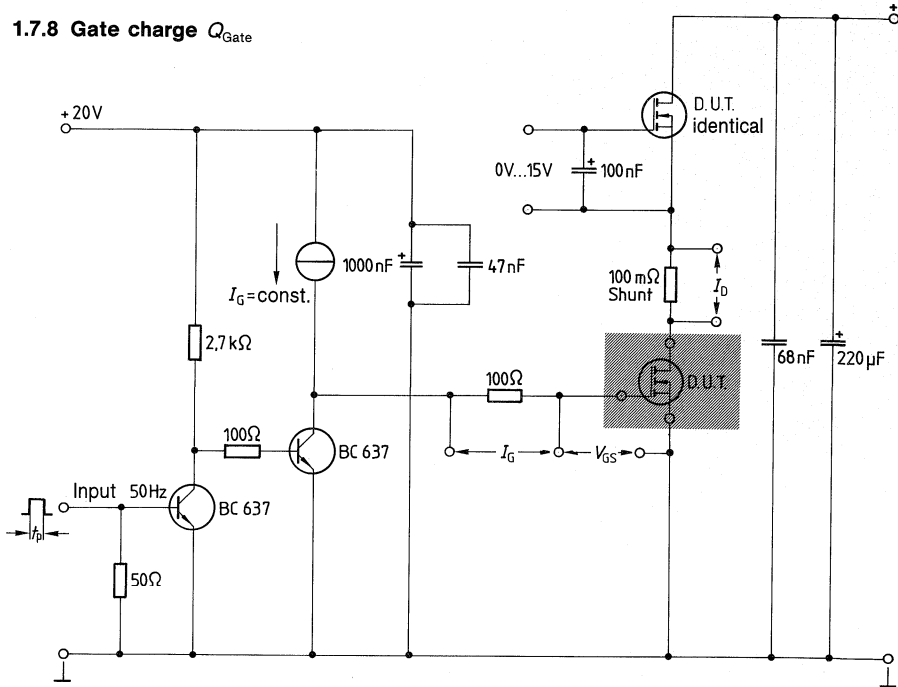 1.7.8 Gate charge Q_Gate
+
+20V
D.U.T.
identical
0V...15V
+
100nF
I_G=const.
1000nF
+
47nF
100mΩ
Shunt
I_D
2,7kΩ
68nF
+
220µF
100Ω
D.U.T.
100Ω
BC 637
I_G
V_GS
Input 50Hz
BC 637
t_p
50Ω